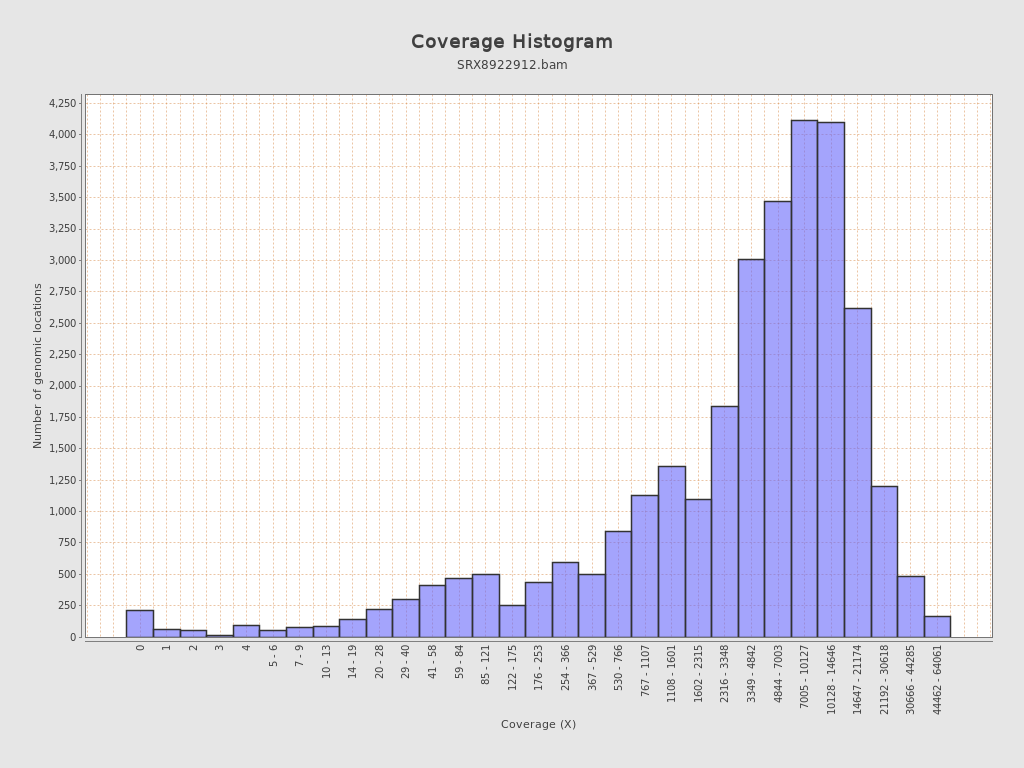 Coverage Histogram
SRX8922912.bam
Number of genomic locations
4,250
4,000
3,750
3,500
3,250
3,000
2,750
2,500
2,250
2,000
1,750
1,500
1,250
1,000
750
500
250
0
0
1
2
3
4
5 - 6
7 - 9
10 - 13
14 - 19
20 - 28
29 - 40
41 - 58
59 - 84
85 - 121
122 - 175
176 - 253
254 - 366
367 - 529
530 - 766
767 - 1107
1108 - 1601
1602 - 2315
2316 - 3348
3349 - 4842
4844 - 7003
7005 - 10127
10128 - 14646
14647 - 21174
21192 - 30618
30666 - 44285
44462 - 64061
Coverage (X)